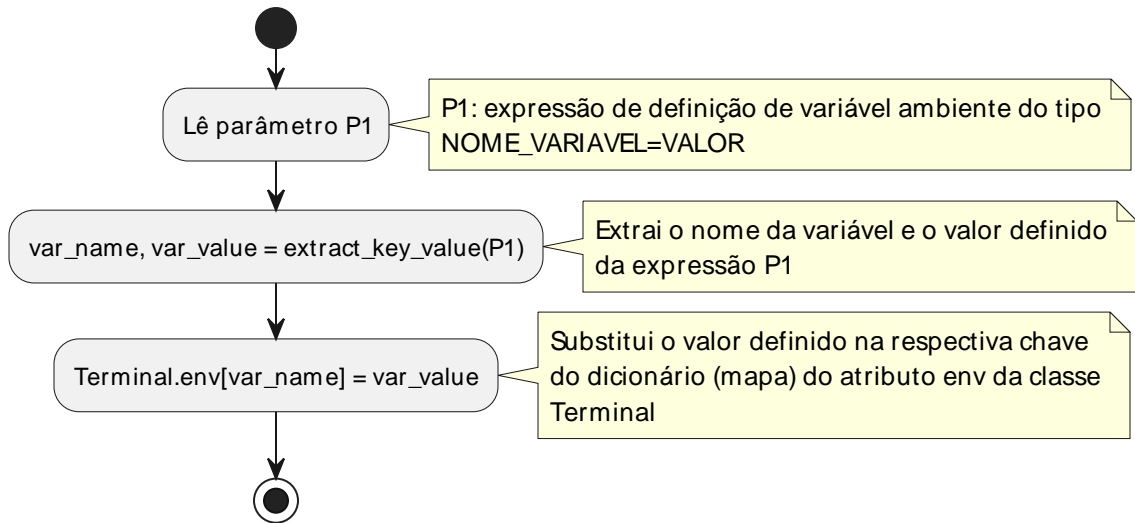 Lê parâmetro P1
P1: expressão de definição de variável ambiente do tipo
NOME_VARIAVEL=VALOR
var_name, var_value = extract_key_value(P1)
Extrai o nome da variável e o valor definido
da expressão P1
Terminal.env[var_name] = var_value
Substitui o valor definido na respectiva chave
do dicionário (mapa) do atributo env da classe
Terminal